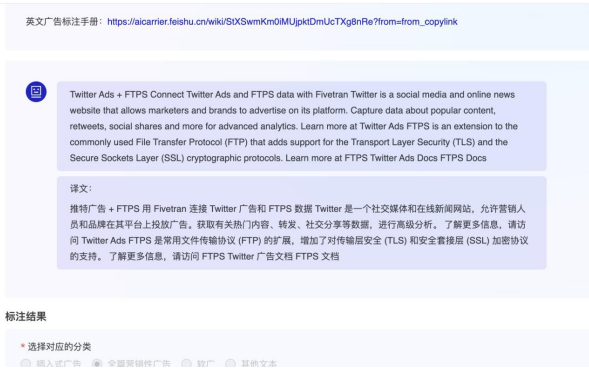 英文广告标注手册：https://aicarrier.feishu.cn/wiki/StXSwmKm0iMUjpktDmUcTXg8nRe?from=from_copylink
Twitter Ads + FTPS Connect Twitter Ads and FTPS data with Fivetran Twitter is a social media and online news
website that allows marketers and brands to advertise on its platform. Capture data about popular content,
retweets, social shares and more for advanced analytics. Learn more at Twitter Ads FTPS is an extension to the
commonly used File Transfer Protocol (FTP) that adds support for the Transport Layer Security (TLS) and the
Secure Sockets Layer (SSL) cryptographic protocols. Learn more at FTPS Twitter Ads Docs FTPS Docs
译文：
推特广告 + FTPS 用 Fivetran 连接 Twitter 广告和 FTPS 数据 Twitter 是一个社交媒体和在线新闻网站，允许营销人
员和品牌在其平台上投放广告。获取有关热门内容、转发、社交分享等数据，进行高级分析。 了解更多信息，请访
问 Twitter Ads FTPS 是常用文件传输协议 (FTP) 的扩展，增加了对传输层安全 (TLS) 和安全套接层 (SSL) 加密协议
的支持。 了解更多信息，请访问 FTPS Twitter 广告文档 FTPS 文档
标注结果
* 选择对应的分类
插入式广告 全篇营销性广告 软广 其他文本